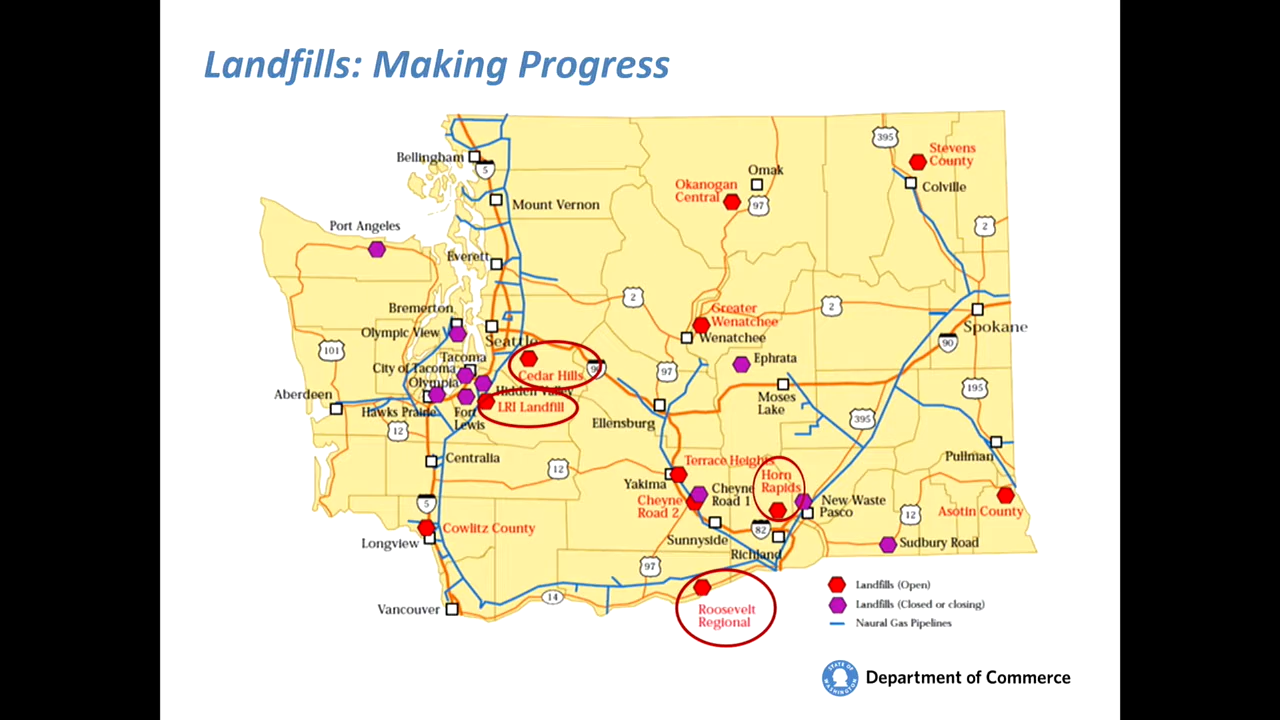 Landfills: Making Progress
395
Stevens
County
Bellingham
5
Omak
Okanogan
Central
97
Colville
Mount Vernon
Port Angeles
2
Everett
2
2
Bremerton
Greater
Wenatchee
Olympic View
Seattle
Wenatchee
Spokane
101
Tacoma
90
Ephrata
City of Tacoma
Cedar Hills
90
97
Olympia
Hidden Valley
Moses
Lake
195
Aberdeen
Hawks Prairie
Fort
Lewis
LRI Landfill
12
Ellensburg
395
Centralia
12
Terrace Heights
Horn
Rapids
Pullman
Yakima
Cheyne
Road 1
Cheyne
Road 2
New Waste
Pasco
5
12
Asotin County
Cowlitz County
Sunnyside
82
Longview
Richland
Sudbury Road
97
Landfills (Open)
14
Vancouver
Roosevelt
Regional
Landfills (Closed or closing)
Naural Gas Pipelines
STATE OF WASHINGTON
Department of Commerce